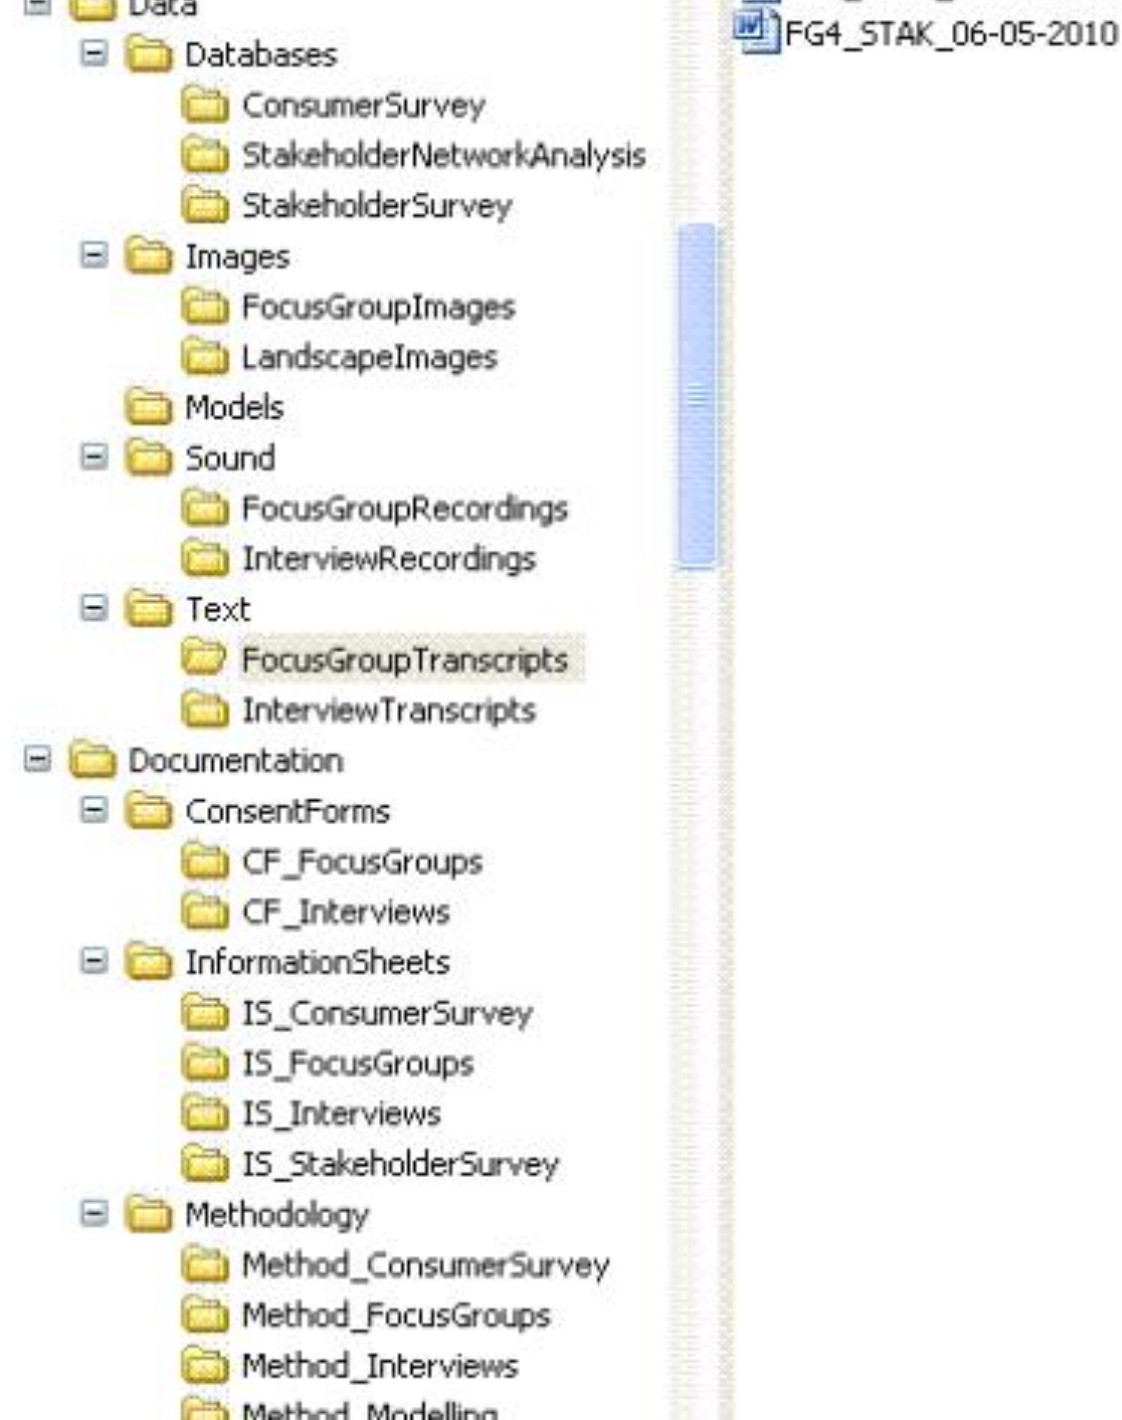 Data
Databases
ConsumerSurvey
StakeholderNetworkAnalysis
StakeholderSurvey
Images
FocusGroupImages
LandscapeImages
Models
Sound
FocusGroupRecordings
InterviewRecordings
Text
FocusGroupTranscripts
InterviewTranscripts
Documentation
ConsentForms
CF_FocusGroups
CF_Interviews
InformationSheets
IS_ConsumerSurvey
IS_FocusGroups
IS_Interviews
IS_StakeholderSurvey
Methodology
Method_ConsumerSurvey
Method_FocusGroups
Method_Interviews
Method_Modelling
FG4_STAK_06-05-2010